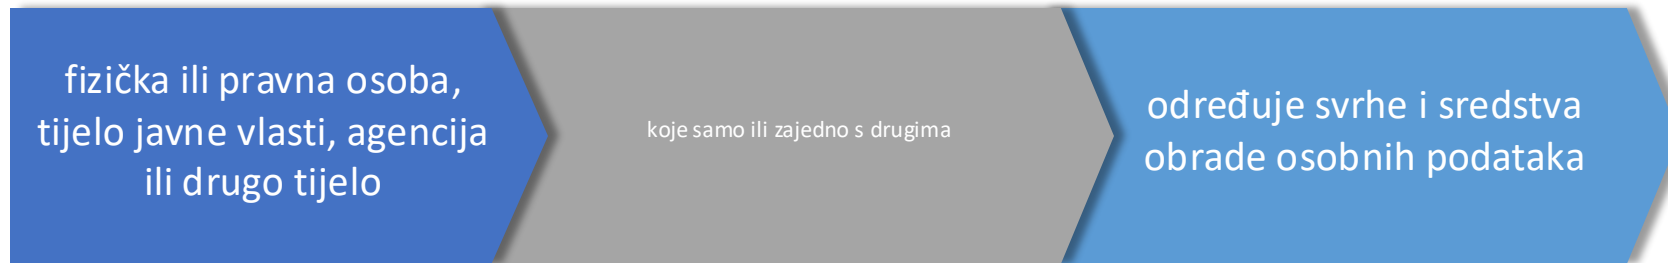 fizička ili pravna osoba,
tijelo javne vlasti, agencija
ili drugo tijelo
koje samo ili zajedno s drugima
određuje svrhe i sredstva
obrade osobnih podataka